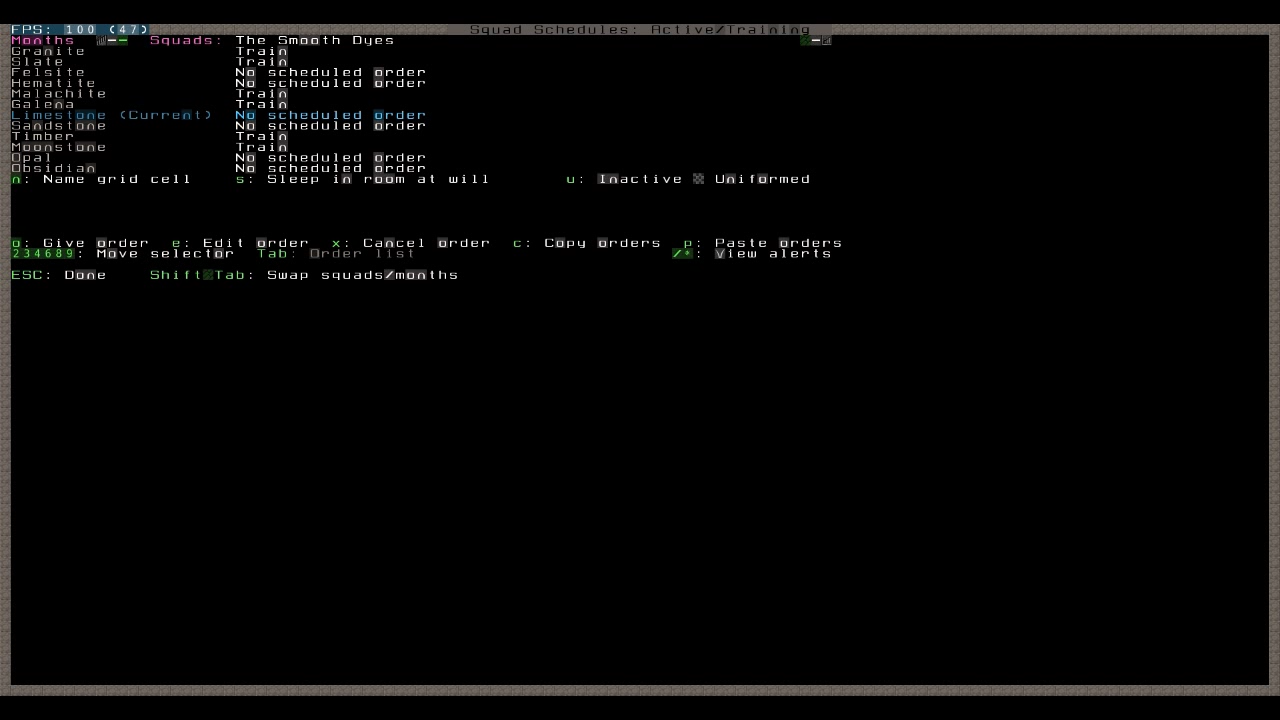 FPS: 100 (47) Squad Schedules: Active/Training
Months Squads: The Smooth Dyes
Granite Train
Slate Train
Felsite No scheduled order
Hematite No scheduled order
Malachite Train
Galena Train
Limestone (Current) No scheduled order
Sandstone No scheduled order
Timber Train
Moonstone Train
Opal No scheduled order
Obsidian No scheduled order
n: Name grid cell s: Sleep in room at will u: Inactive Uniformed
o: Give order e: Edit order x: Cancel order c: Copy orders p: Paste orders
234689: Move selector Tab: Order list /*: View alerts
ESC: Done Shift Tab: Swap squads/months